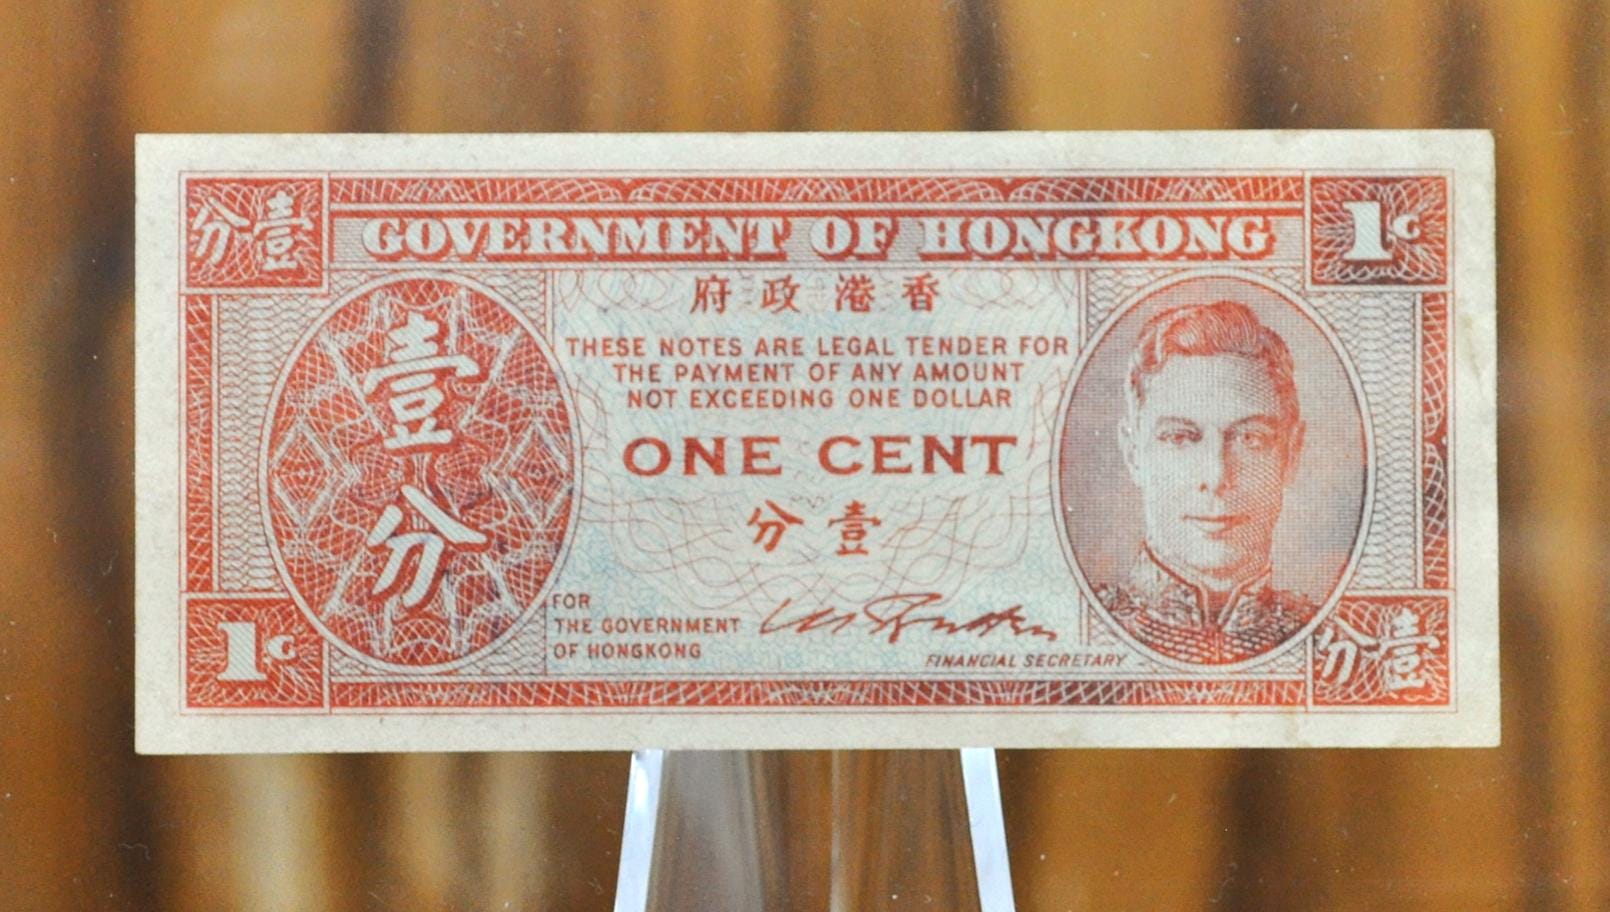 分壹
GOVERNMENT OF HONGKONG
1c
府政港香
THESE NOTES ARE LEGAL TENDER FOR
THE PAYMENT OF ANY AMOUNT
NOT EXCEEDING ONE DOLLAR
壹
分
ONE CENT
分壹
FOR
THE GOVERNMENT
OF HONGKONG
FINANCIAL SECRETARY
1c
分壹